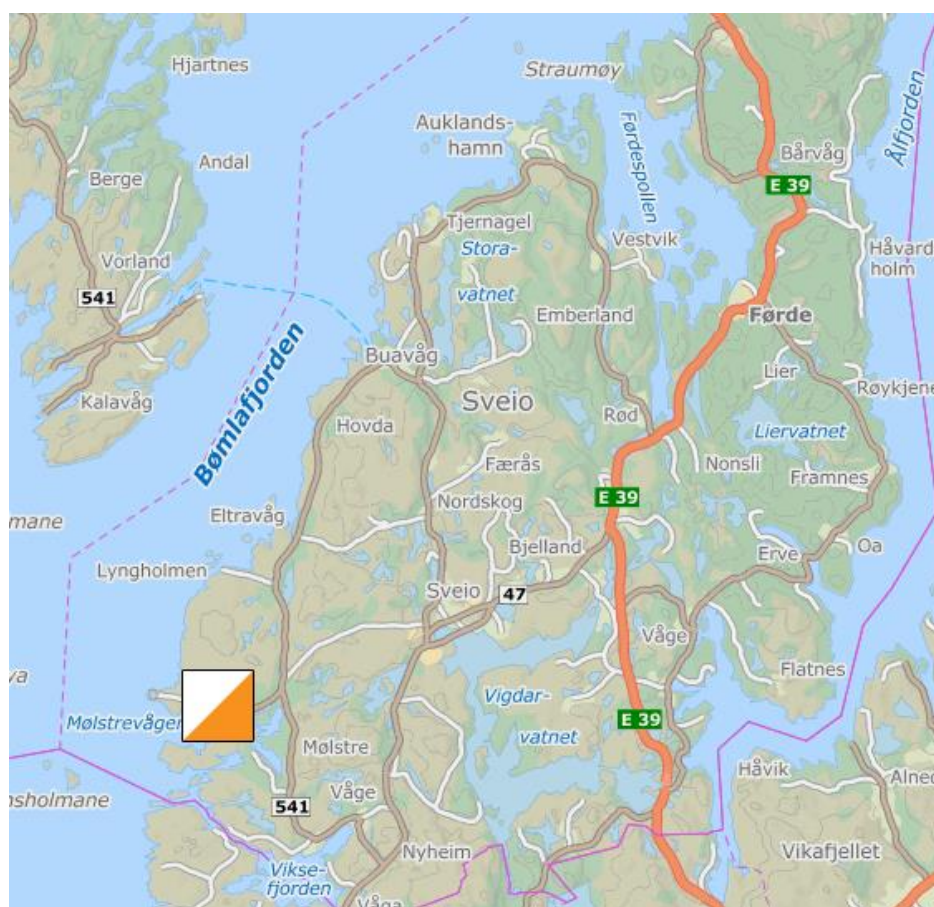 Hjartnes
Straumøy
Ålfjorden
Auklands-
hamn
Førdespollen
Bårvåg
Andal
Berge
E 39
Tjernagel
Vestvik
Stora-
vatnet
Håvard
holm
Vorland
541
Emberland
Førde
Bømlafjorden
Buavåg
Lier
Røykjene
Kalavåg
Sveio
Hovda
Rød
Liervatnet
Færås
Nonsli
Framnes
E 39
Nordskog
Eltravåg
mane
Bjelland
Erve
Oa
Lyngholmen
Sveio
47
Våge
Flatnes
ya
Vigdar-
vatnet
Mølstrevågen
E 39
Mølstre
Håvik
Alned
nsholmane
541
Våge
Nyheim
Vikafjellet
Vikse-
fjorden
Våga